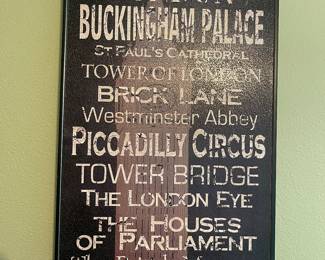 BUCKINGHAM PALACE
ST PAUL'S CATHEDRAL
TOWER OF LONDON
BRICK LANE
Westminster Abbey
PICCADILLY CIRCUS
TOWER BRIDGE
THE LONDON EYE
THE HOUSES
OF PARLIAMENT